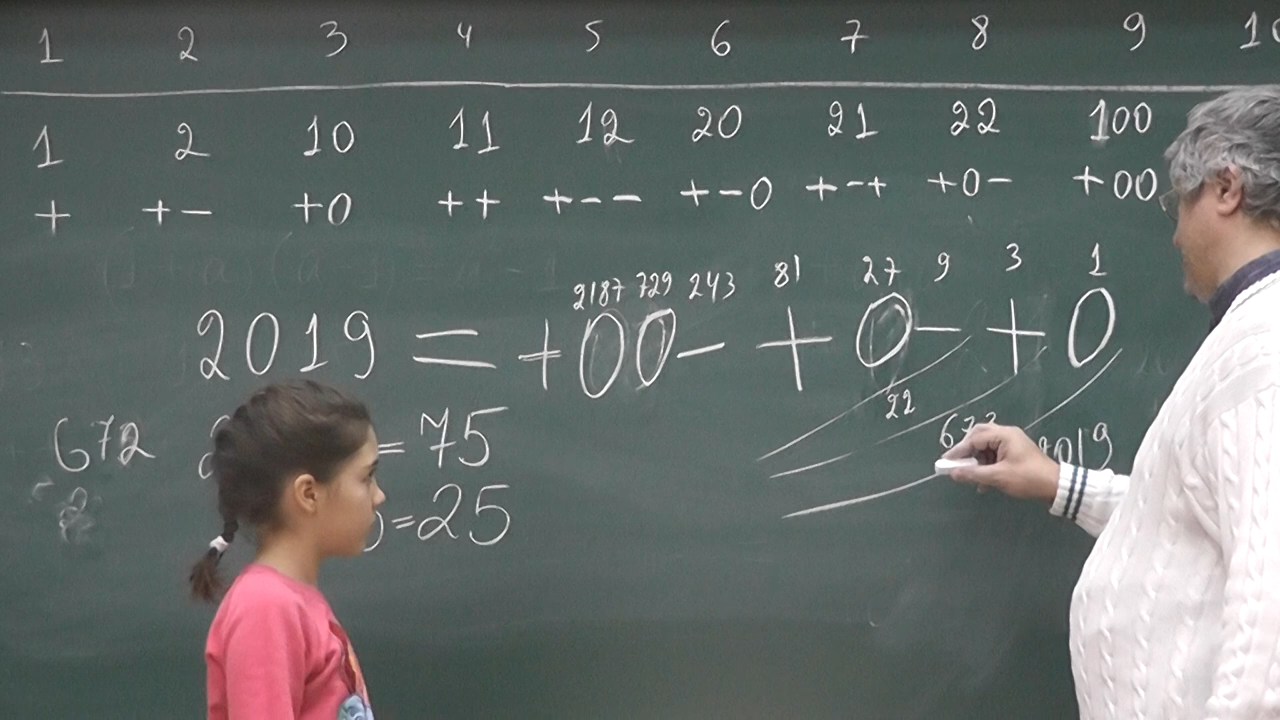 1 2 3 4 5 6 7 8 9 10
1 2 10 11 12 20 21 22 100
+ +- +0 ++ +-- +-0 +-+ +0- +00
2187 729 243 81 27 9 3 1
2019 = +00-+0-+0
22
672 = 75 2019
= 25